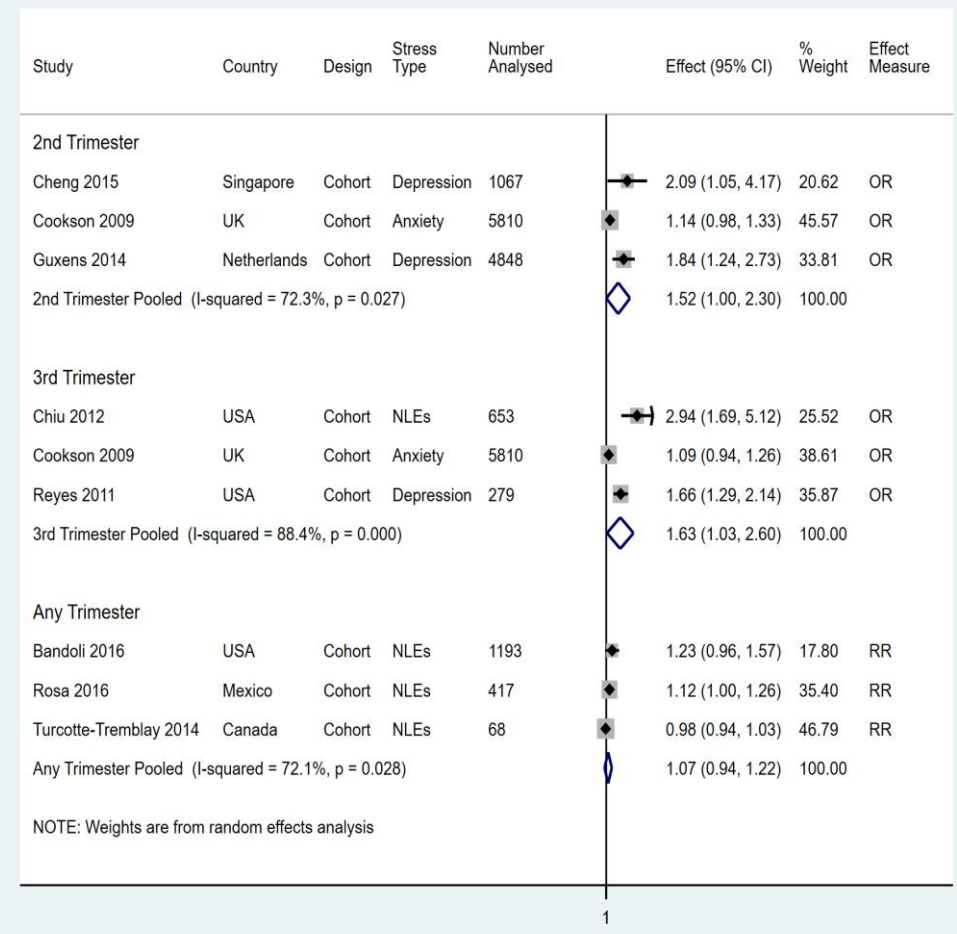 Study Country Design Stress Type Number Analysed Effect (95% CI) % Weight Effect Measure
2nd Trimester
Cheng 2015 Singapore Cohort Depression 1067 2.09 (1.05, 4.17) 20.62 OR
Cookson 2009 UK Cohort Anxiety 5810 1.14 (0.98, 1.33) 45.57 OR
Guxens 2014 Netherlands Cohort Depression 4848 1.84 (1.24, 2.73) 33.81 OR
2nd Trimester Pooled (I-squared = 72.3%, p = 0.027) 1.52 (1.00, 2.30) 100.00
3rd Trimester
Chiu 2012 USA Cohort NLEs 653 2.94 (1.69, 5.12) 25.52 OR
Cookson 2009 UK Cohort Anxiety 5810 1.09 (0.94, 1.26) 38.61 OR
Reyes 2011 USA Cohort Depression 279 1.66 (1.29, 2.14) 35.87 OR
3rd Trimester Pooled (I-squared = 88.4%, p = 0.000) 1.63 (1.03, 2.60) 100.00
Any Trimester
Bandoli 2016 USA Cohort NLEs 1193 1.23 (0.96, 1.57) 17.80 RR
Rosa 2016 Mexico Cohort NLEs 417 1.12 (1.00, 1.26) 35.40 RR
Turcotte-Tremblay 2014 Canada Cohort NLEs 68 0.98 (0.94, 1.03) 46.79 RR
Any Trimester Pooled (I-squared = 72.1%, p = 0.028) 1.07 (0.94, 1.22) 100.00
NOTE: Weights are from random effects analysis
1